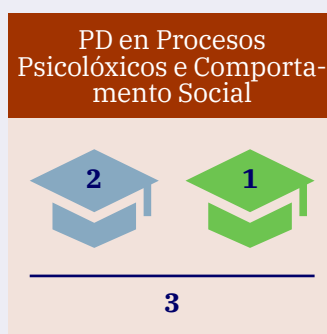 PD en Procesos
Psicolóxicos e Comporta-
mento Social
2 1
3